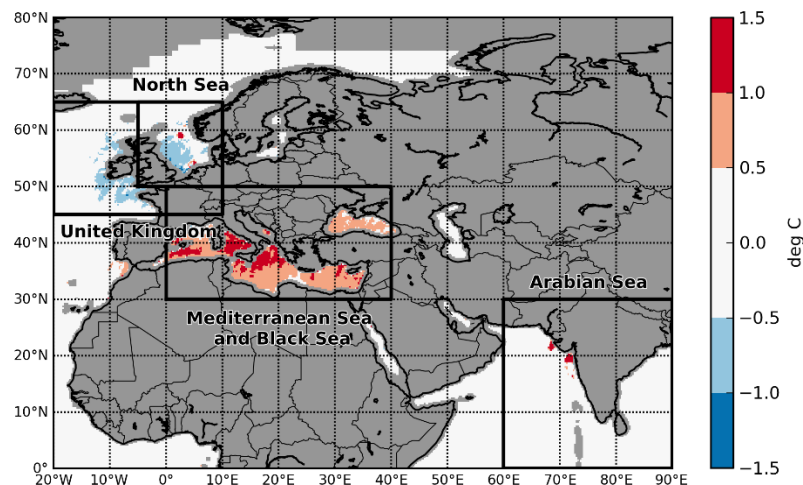 80°N
70°N
60°N
50°N
40°N
30°N
20°N
10°N
0°
20°W
10°W
0°
10°E
20°E
30°E
40°E
50°E
60°E
70°E
80°E
90°E
North Sea
United Kingdom
Arabian Sea
Mediterranean Sea
and Black Sea
1.5
1.0
0.5
0.0
−0.5
−1.0
−1.5
deg C